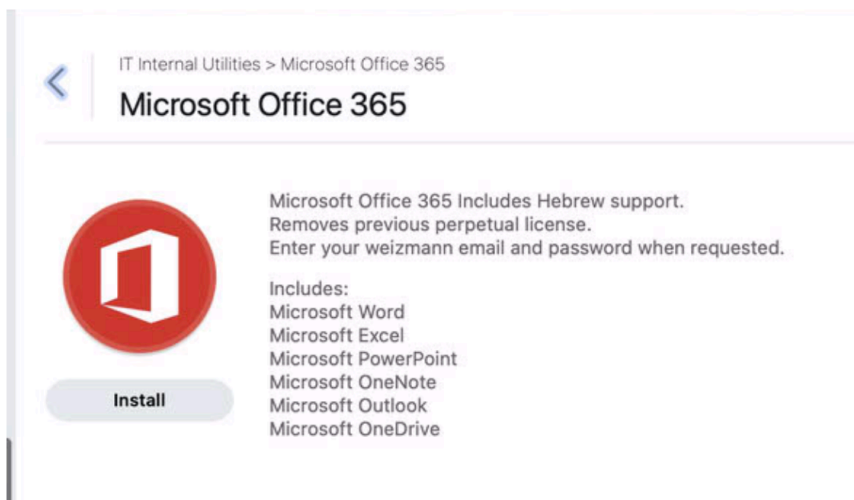 IT Internal Utilities > Microsoft Office 365
Microsoft Office 365
Microsoft Office 365 Includes Hebrew support.
Removes previous perpetual license.
Enter your weizmann email and password when requested.
Includes:
Microsoft Word
Microsoft Excel
Microsoft PowerPoint
Microsoft OneNote
Microsoft Outlook
Microsoft OneDrive
Install